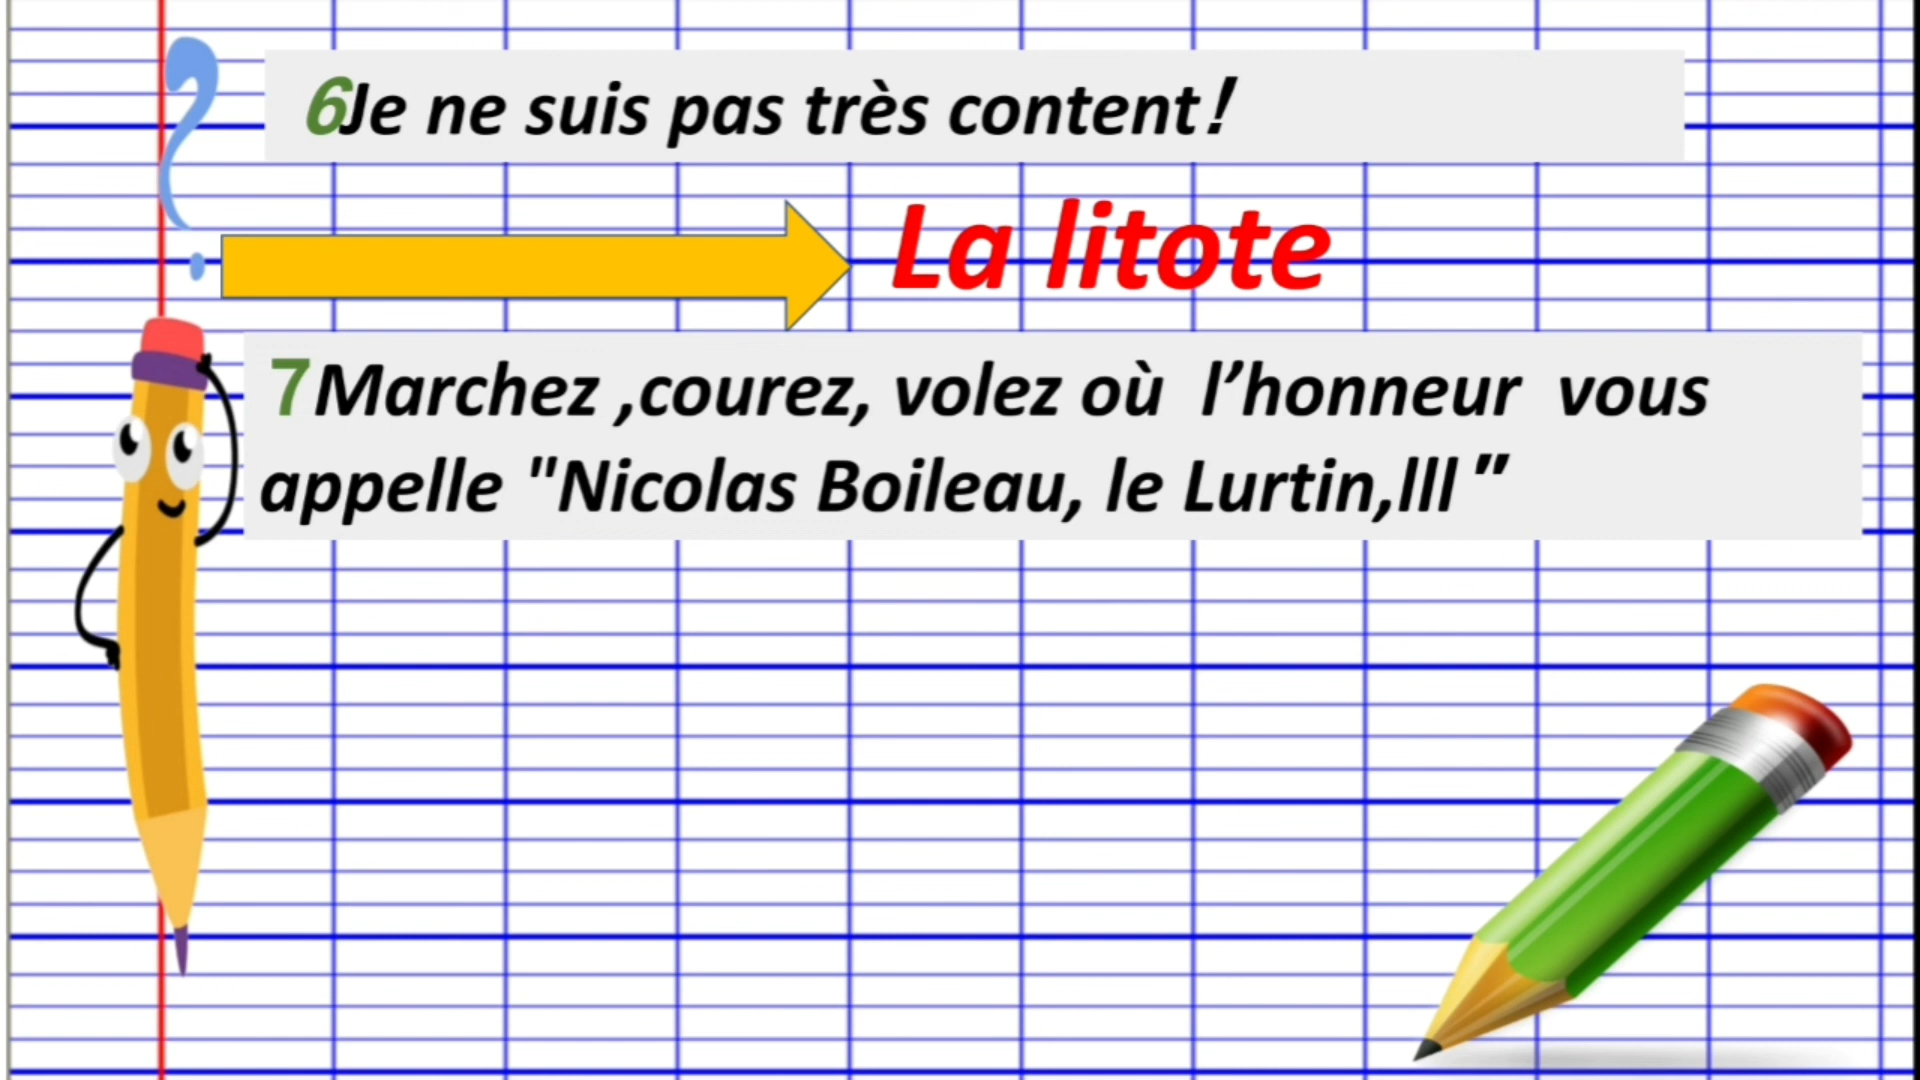 6Je ne suis pas très content!
La litote
7Marchez ,courez, volez où l’honneur vous
appelle "Nicolas Boileau, le Lurtin,lll”